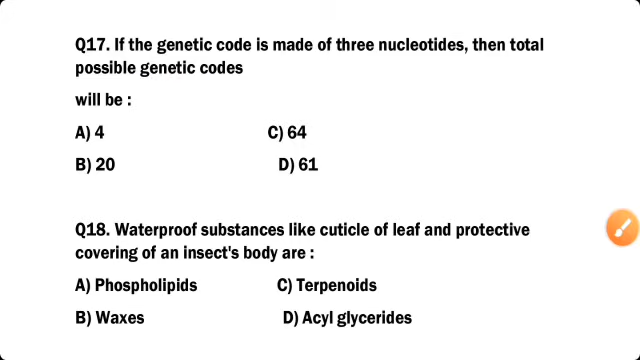 Q17. If the genetic code is made of three nucleotides, then total
possible genetic codes
will be :
A) 4 C) 64
B) 20 D) 61
Q18. Waterproof substances like cuticle of leaf and protective
covering of an insect's body are :
A) Phospholipids C) Terpenoids
B) Waxes D) Acyl glycerides